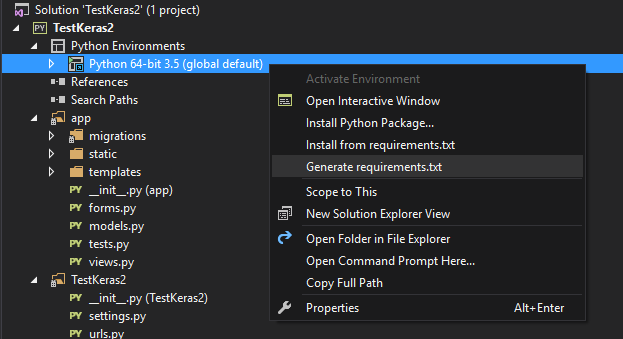 Solution 'TestKeras2' (1 project)
PY TestKeras2
Python Environments
Python 64-bit 3.5 (global default)
References
Search Paths
app
migrations
static
templates
PY __init__.py (app)
PY forms.py
PY models.py
PY tests.py
PY views.py
TestKeras2
PY __init__.py (TestKeras2)
PY settings.py
PY urls.py
Activate Environment
Open Interactive Window
Install Python Package...
Install from requirements.txt
Generate requirements.txt
Scope to This
New Solution Explorer View
Open Folder in File Explorer
Open Command Prompt Here...
Copy Full Path
Properties Alt+Enter